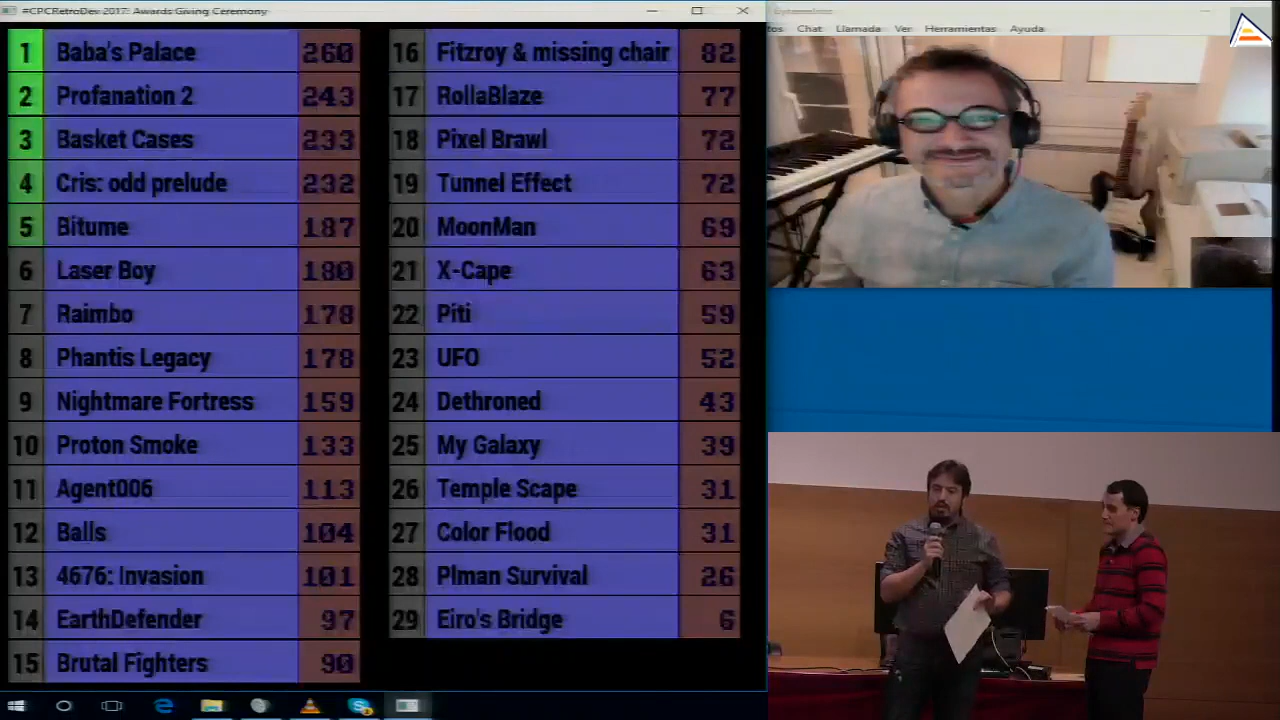 #CPCRetroDev 2017: Awards Giving Ceremony
1 Baba's Palace 260
2 Profanation 2 243
3 Basket Cases 233
4 Cris: odd prelude 232
5 Bitume 187
6 Laser Boy 180
7 Raimbo 178
8 Phantis Legacy 178
9 Nightmare Fortress 159
10 Proton Smoke 133
11 Agent006 113
12 Balls 104
13 4676: Invasion 101
14 EarthDefender 97
15 Brutal Fighters 90
16 Fitzroy & missing chair 82
17 RollaBlaze 77
18 Pixel Brawl 72
19 Tunnel Effect 72
20 MoonMan 69
21 X-Cape 63
22 Piti 59
23 UFO 52
24 Dethroned 43
25 My Galaxy 39
26 Temple Scape 31
27 Color Flood 31
28 Plman Survival 26
29 Eiro's Bridge 6
tos Chat Llamada Ver Herramientas Ayuda